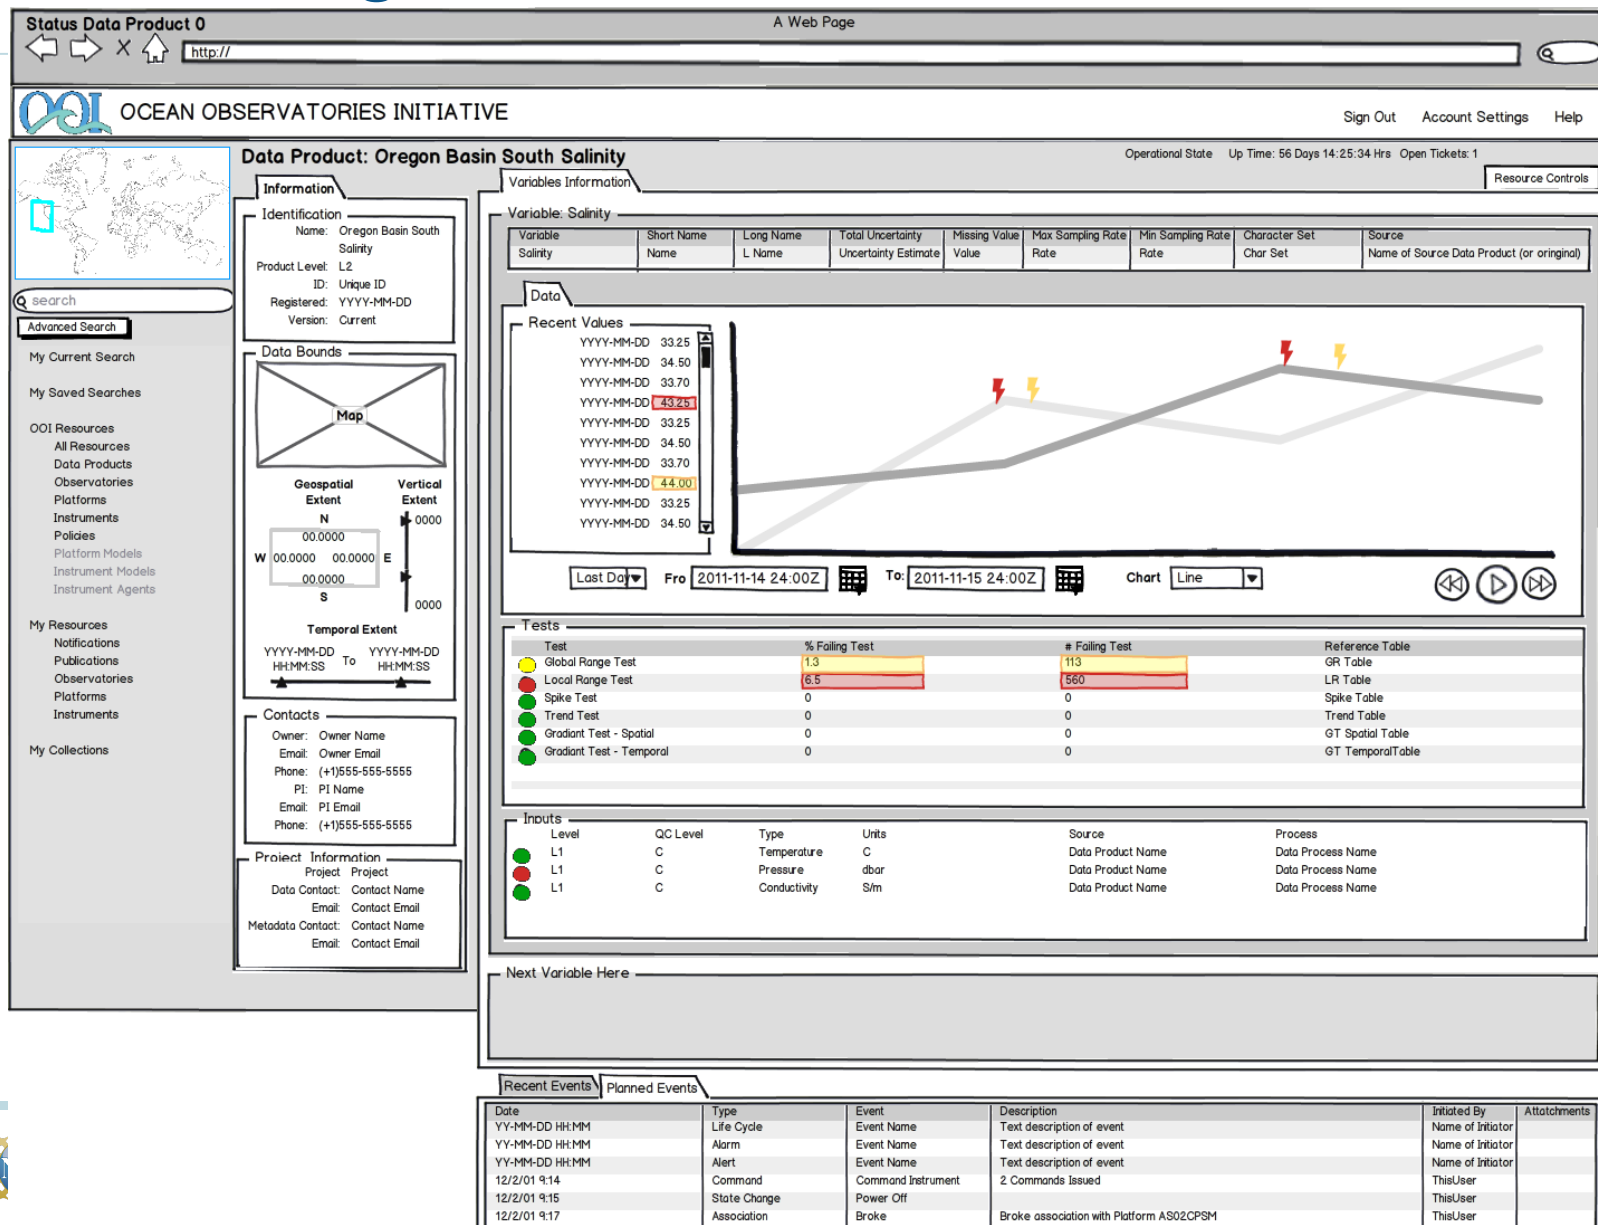 Status Data Product 0
A Web Page
http://
OOI OCEAN OBSERVATORIES INITIATIVE
Sign Out Account Settings Help
Data Product: Oregon Basin South Salinity
Operational State Up Time: 56 Days 14:25:34 Hrs Open Tickets: 1
Resource Controls
search
Advanced Search
My Current Search
My Saved Searches
OOI Resources
All Resources
Data Products
Observatories
Platforms
Instruments
Policies
Platform Models
Instrument Models
Instrument Agents
My Resources
Notifications
Publications
Observatories
Platforms
Instruments
My Collections
Information
Identification
Name: Oregon Basin South
Salinity
Product Level: L2
ID: Unique ID
Registered: YYYY-MM-DD
Version: Current
Data Bounds
Map
Geospatial Vertical
Extent Extent
N 0000
00.0000
W 00.0000 00.0000 E
00.0000
S
0000
Temporal Extent
YYYY-MM-DD To YYYY-MM-DD
HH:MM:SS HH:MM:SS
Contacts
Owner: Owner Name
Email: Owner Email
Phone: (+1)555-555-5555
PI: PI Name
Email: PI Email
Phone: (+1)555-555-5555
Project Information
Project Project
Data Contact: Contact Name
Email: Contact Email
Metadata Contact: Contact Name
Email: Contact Email
Variables Information
Variable: Salinity
Variable Short Name Long Name Total Uncertainty Missing Value Max Sampling Rate Min Sampling Rate Character Set Source
Salinity Name L Name Uncertainty Estimate Value Rate Rate Char Set Name of Source Data Product (or oringinal)
Data
Recent Values
YYYY-MM-DD 33.25
YYYY-MM-DD 34.50
YYYY-MM-DD 33.70
YYYY-MM-DD 43.25
YYYY-MM-DD 33.25
YYYY-MM-DD 34.50
YYYY-MM-DD 33.70
YYYY-MM-DD 44.00
YYYY-MM-DD 33.25
YYYY-MM-DD 34.50
Last Day Fro 2011-11-14 24:00Z To: 2011-11-15 24:00Z Chart Line
Tests
Test % Failing Test # Failing Test Reference Table
Global Range Test 1.3 113 GR Table
Local Range Test 6.5 560 LR Table
Spike Test 0 0 Spike Table
Trend Test 0 0 Trend Table
Gradiant Test - Spatial 0 0 GT Spatial Table
Gradiant Test - Temporal 0 0 GT TemporalTable
Inputs
Level QC Level Type Units Source Process
L1 C Temperature C Data Product Name Data Process Name
L1 C Pressure dbar Data Product Name Data Process Name
L1 C Conductivity S/m Data Product Name Data Process Name
Next Variable Here
Recent Events Planned Events
Date Type Event Description Initiated By Attatchments
YY-MM-DD HH:MM Life Cycle Event Name Text description of event Name of Initiator
YY-MM-DD HH:MM Alarm Event Name Text description of event Name of Initiator
YY-MM-DD HH:MM Alert Event Name Text description of event Name of Initiator
12/2/01 9:14 Command Command Instrument 2 Commands Issued ThisUser
12/2/01 9:15 State Change Power Off ThisUser
12/2/01 9:17 Association Broke Broke association with Platform AS02CPSM ThisUser